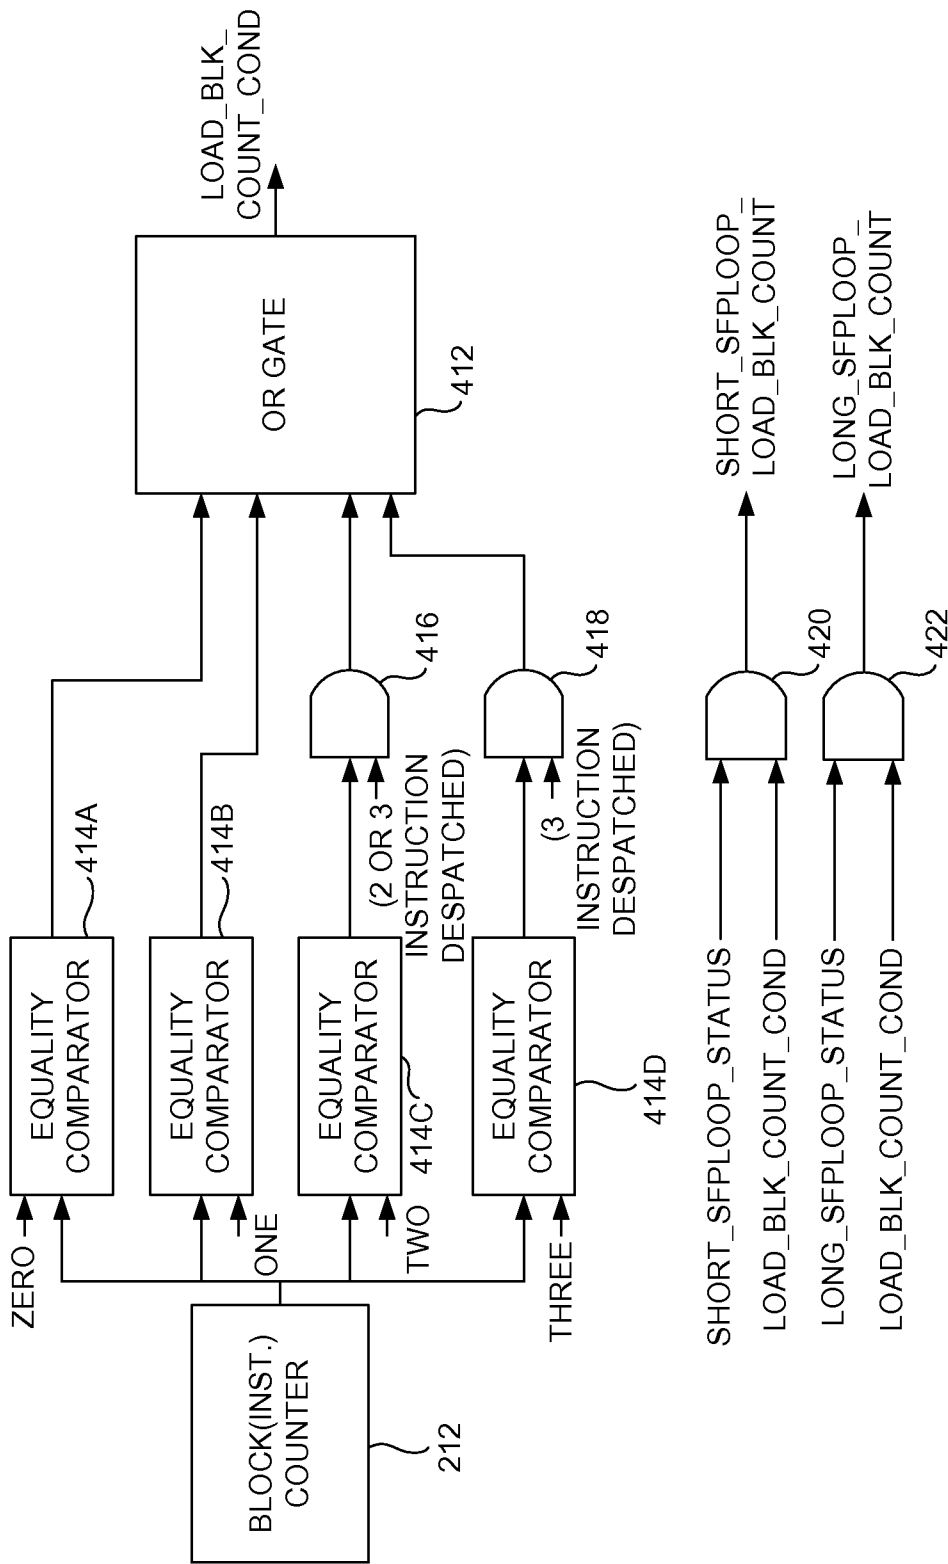 BLOCK(INST.)
COUNTER
212
ZERO
ONE
TWO
THREE
EQUALITY
COMPARATOR
414A
EQUALITY
COMPARATOR
414B
EQUALITY
COMPARATOR
414C
EQUALITY
COMPARATOR
414D
(2 OR 3
INSTRUCTION
DESPATCHED)
416
(3
INSTRUCTION
DESPATCHED)
418
OR GATE
412
LOAD_BLK_
COUNT_COND
SHORT_SFPLOOP_STATUS
LOAD_BLK_COUNT_COND
420
SHORT_SFPLOOP_
LOAD_BLK_COUNT
LONG_SFPLOOP_STATUS
LOAD_BLK_COUNT_COND
422
LONG_SFPLOOP_
LOAD_BLK_COUNT